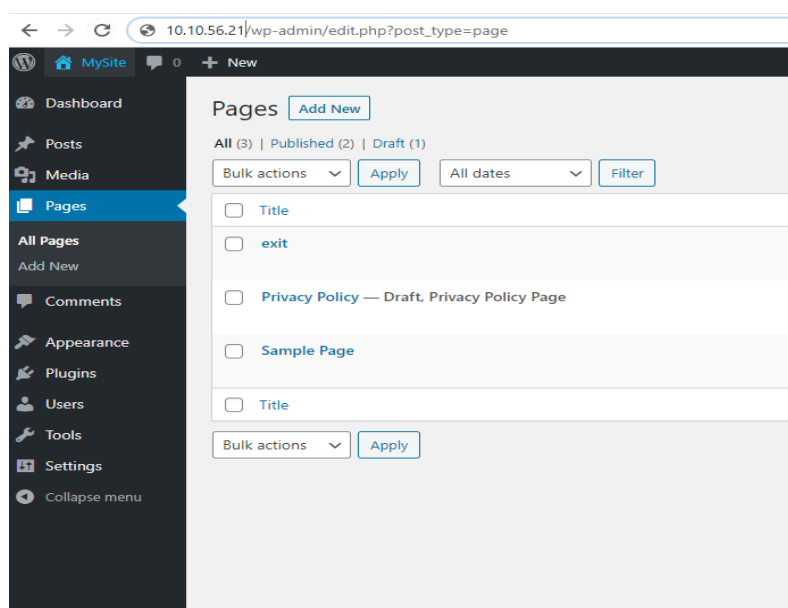 10.10.56.21/wp-admin/edit.php?post_type=page
MySite 0 + New
Dashboard
Posts
Media
Pages
All Pages
Add New
Comments
Appearance
Plugins
Users
Tools
Settings
Collapse menu
Pages Add New
All (3) | Published (2) | Draft (1)
Bulk actions Apply All dates Filter
Title
exit
Privacy Policy — Draft, Privacy Policy Page
Sample Page
Title
Bulk actions Apply